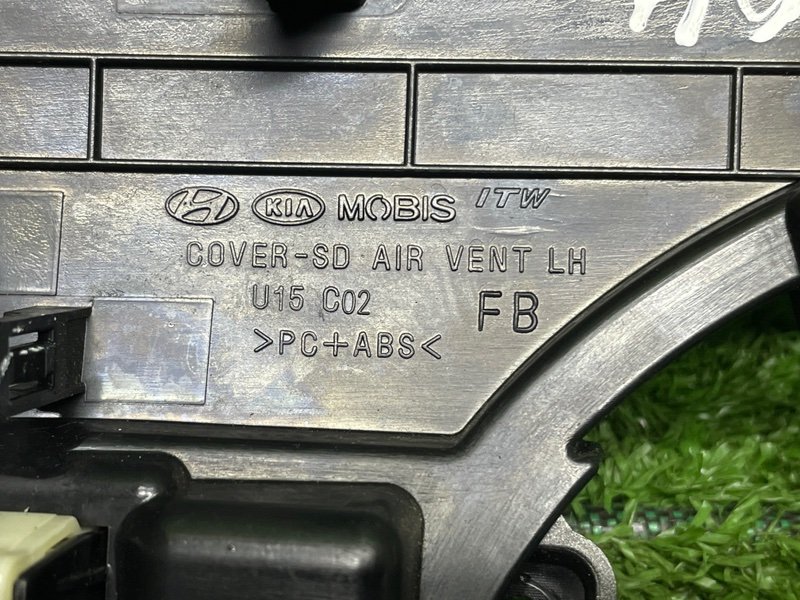 KIA MOBIS ITW
COVER-SD AIR VENT LH
U15 C02 FB
>PC+ABS<